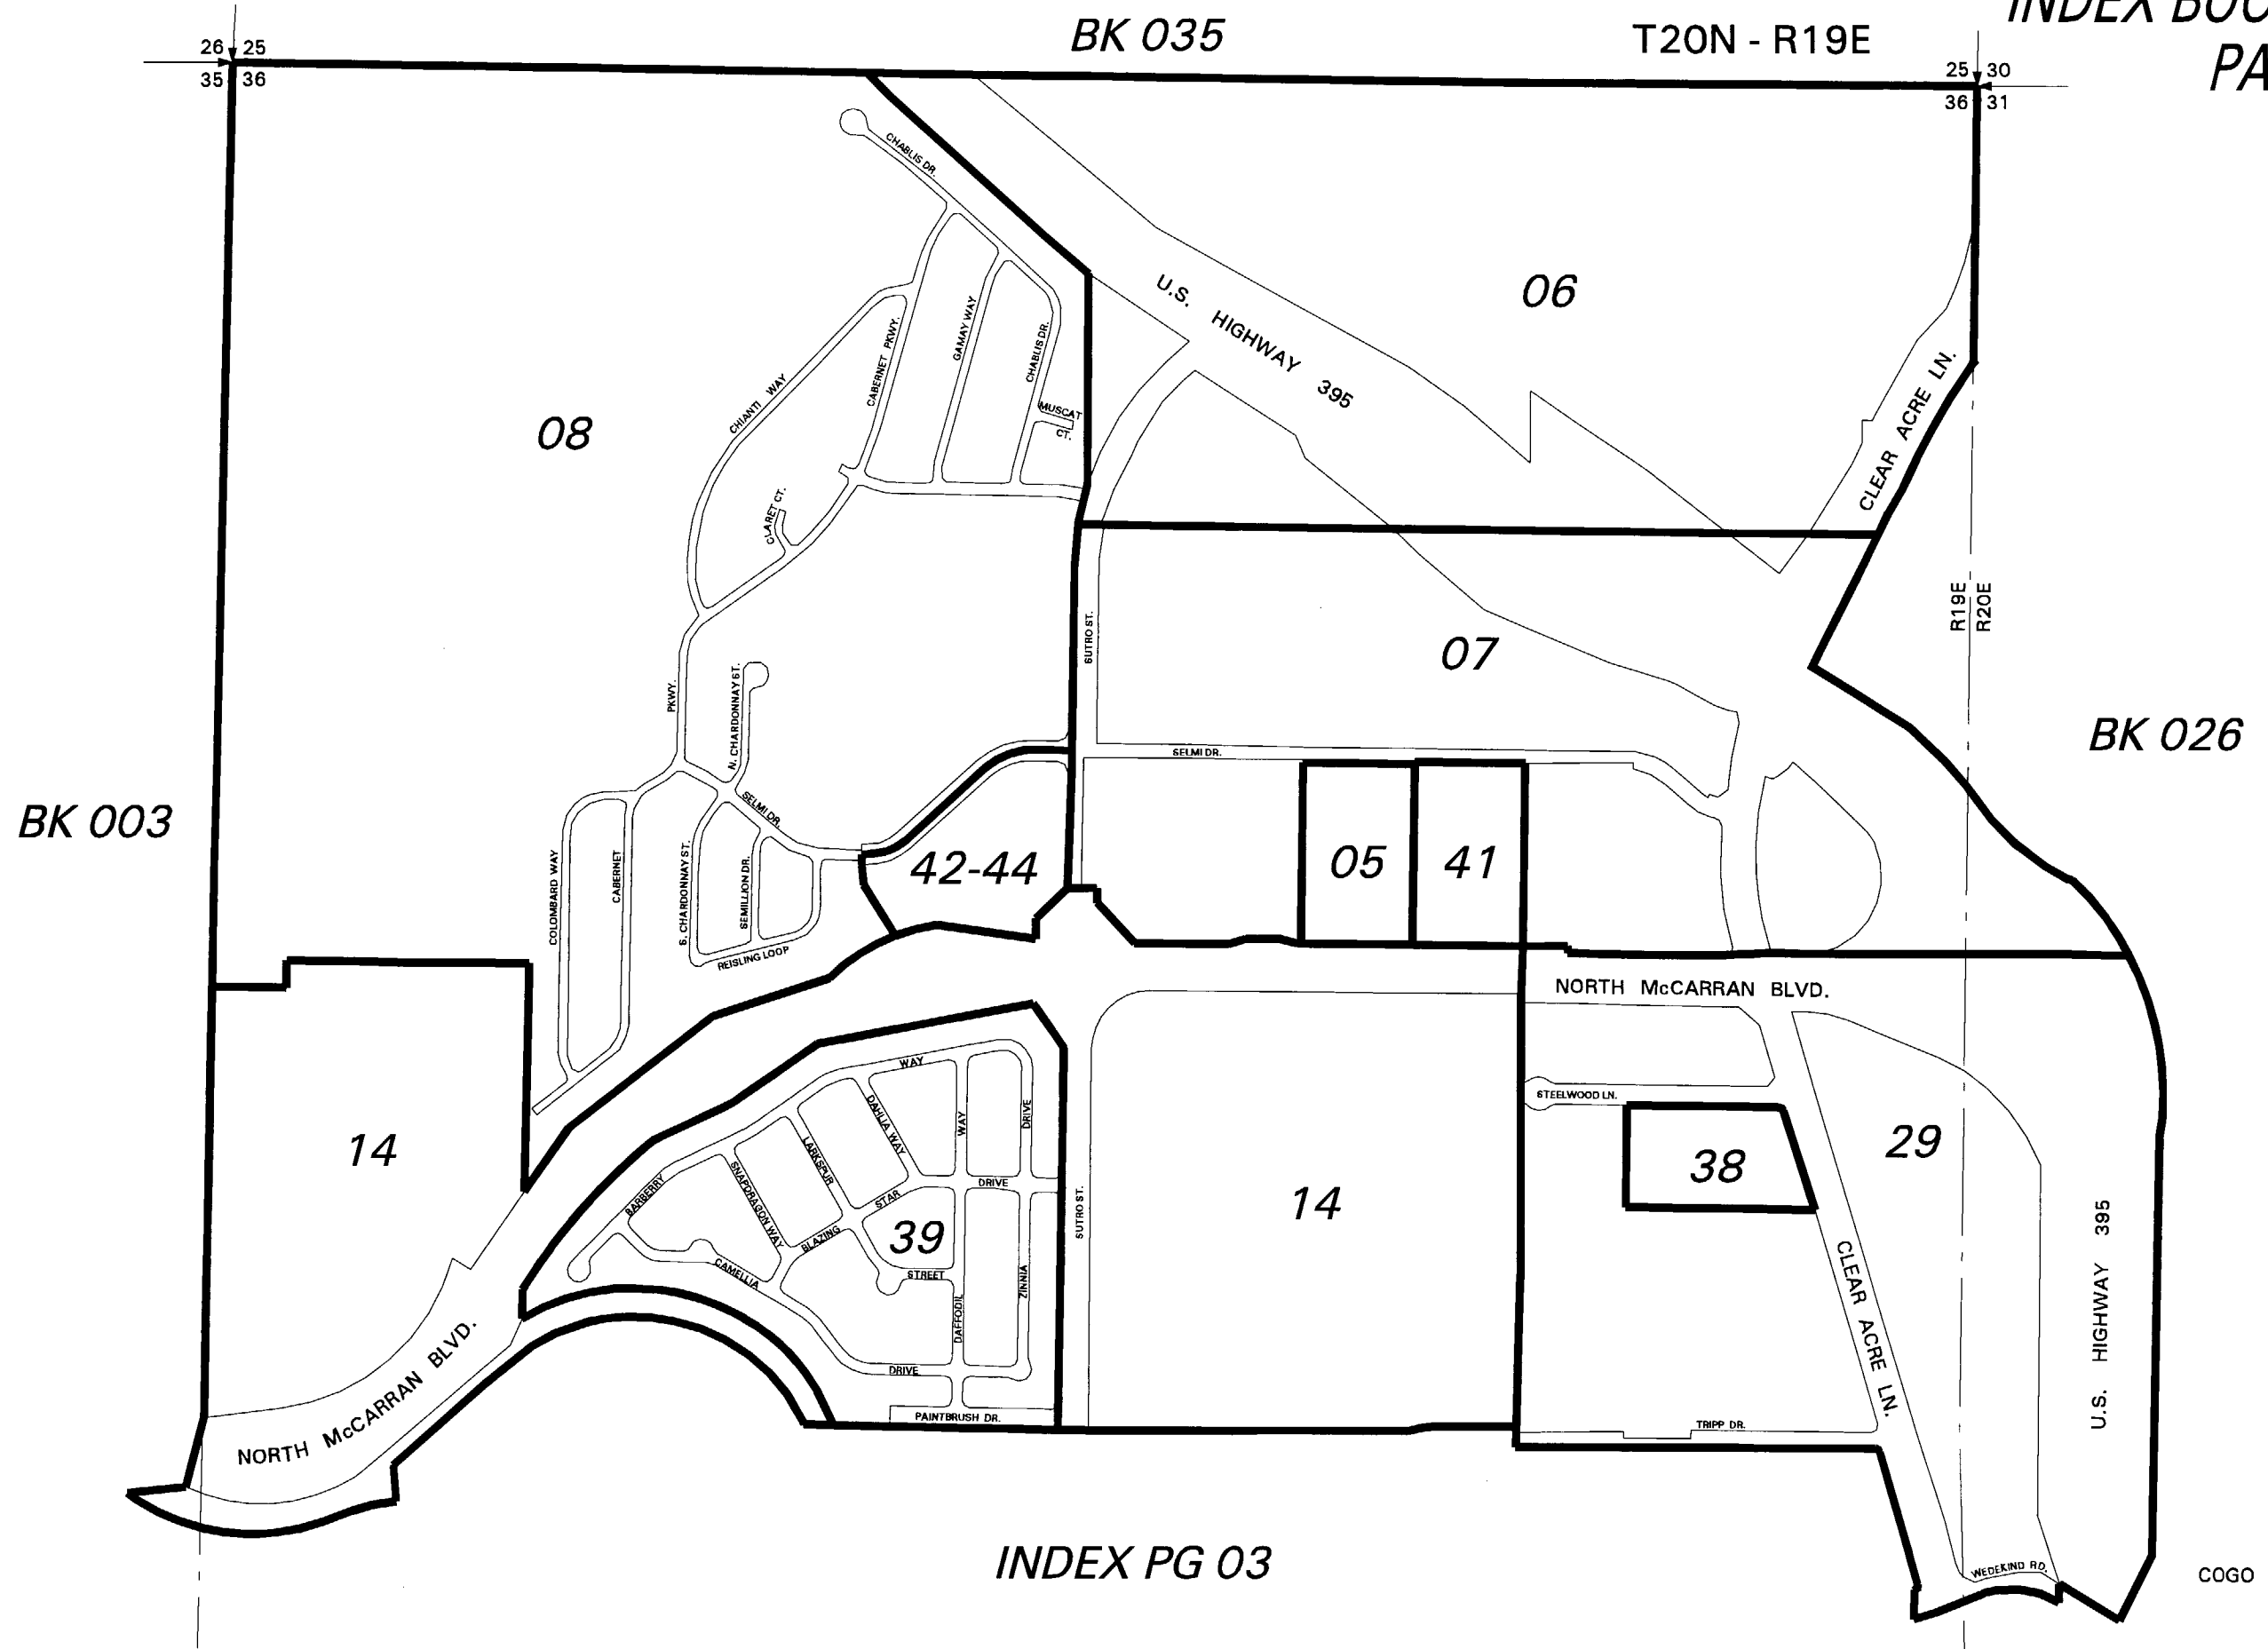 INDEX
PA
BK 035
T20N - R19E
26 25
35 36
25 30
36 31
CHABLIS DR.
U.S. HIGHWAY 395
06
CLEAR ACRE LN.
GAMAY WAY
CABERNET PKWY.
CHABLIS DR.
CHIANTI WAY
MUSCAT
CT.
08
CLARET CT.
R19E
R20E
SUTRO ST.
07
PKWY.
N. CHARDONNAY ST.
BK 026
SELMI DR.
BK 003
SELMI DR.
42-44
05
41
COLOMBARD WAY
CABERNET
S. CHARDONNAY ST.
SEMILLION DR.
REISLING LOOP
NORTH McCARRAN BLVD.
WAY
DAHLIA WAY
WAY
DRIVE
STEELWOOD LN.
14
LARKSPUR
38
29
BARBERRY
SNAPDRAGON WAY
STAR
DRIVE
14
SUTRO ST.
BLAZING
39
CAMELLIA
STREET
DAFFODIL
ZINNIA
CLEAR ACRE LN.
U.S. HIGHWAY 395
DRIVE
PAINTBRUSH DR.
TRIPP DR.
NORTH McCARRAN BLVD.
INDEX PG 03
WEDEKIND RD.
COGO